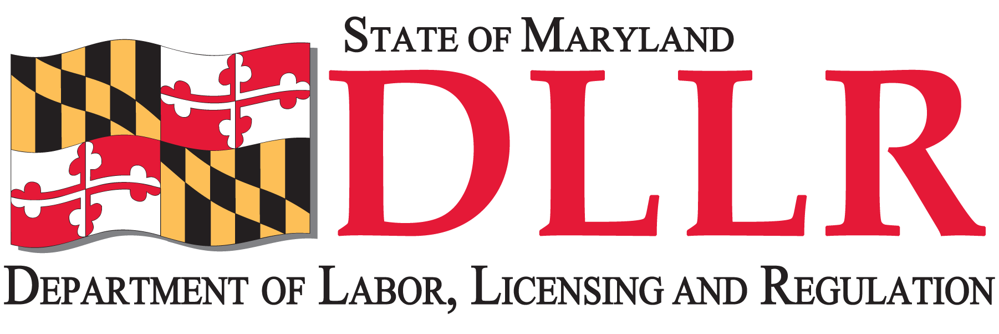 State of Maryland
DLLR
Department of Labor, Licensing and Regulation